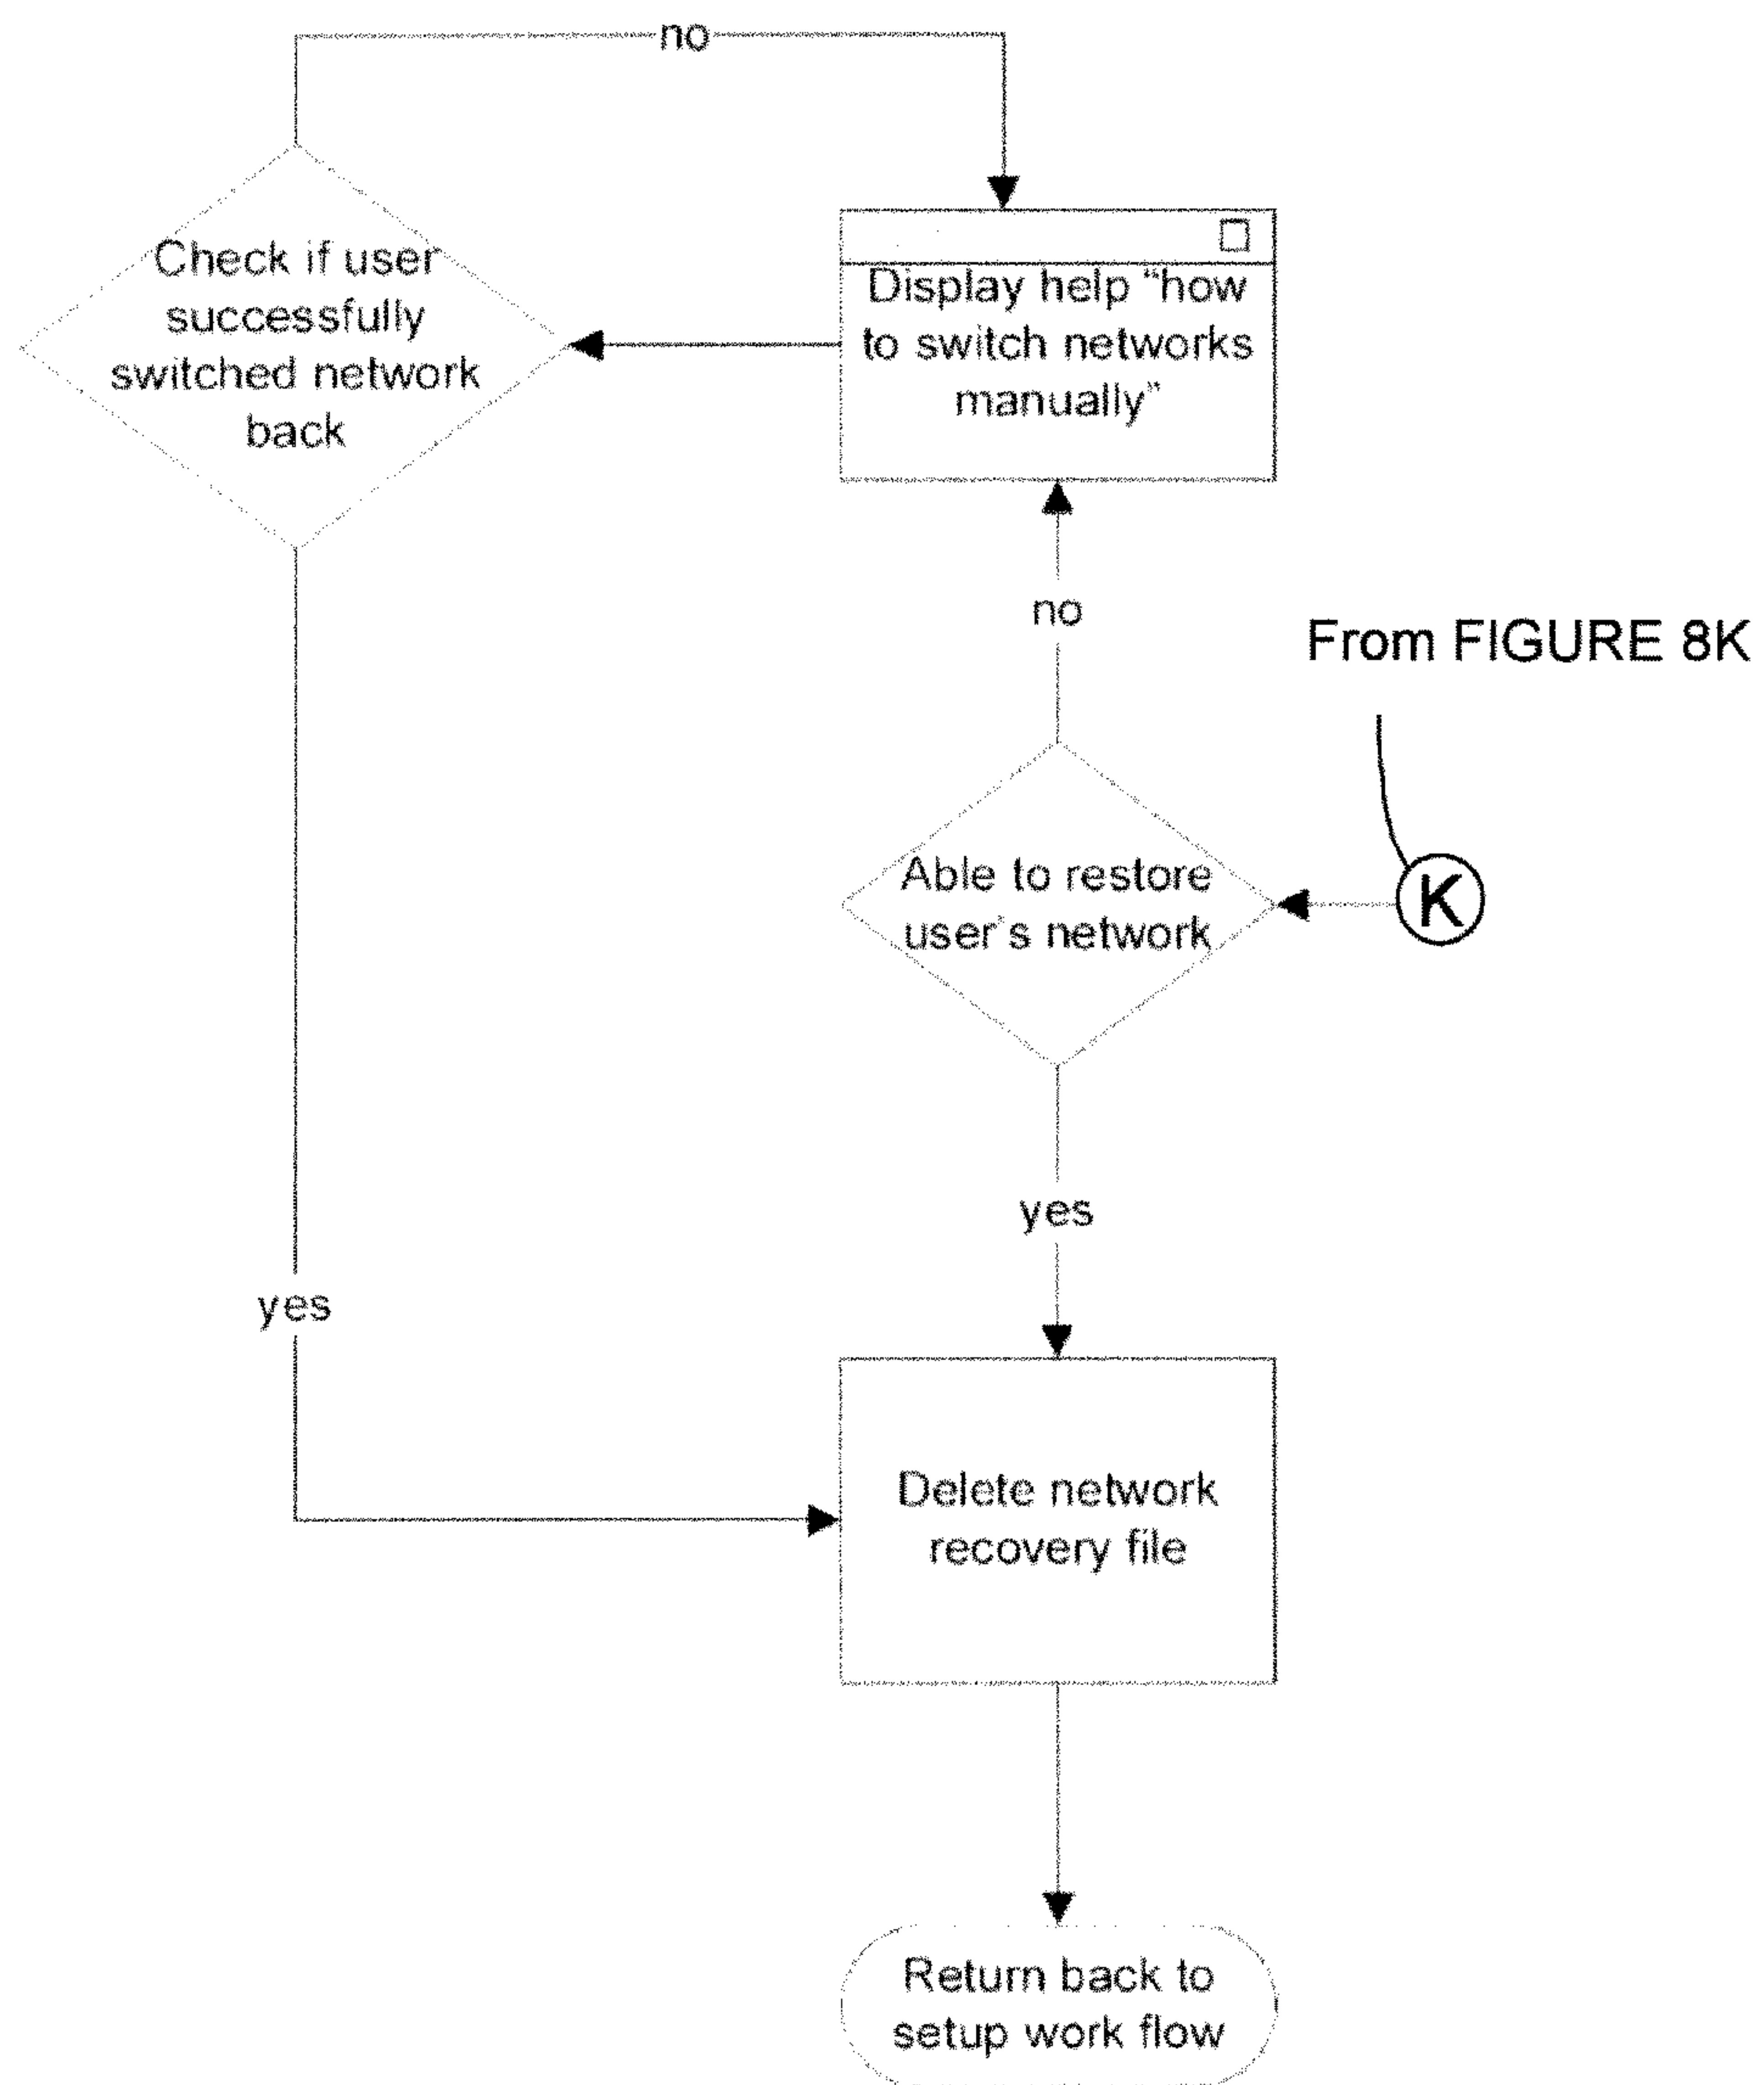 no
Check if user
successfully
switched network
back
Display help “how
to switch networks
manually”
no
From FIGURE 8K
Able to restore
user's network
K
yes
yes
Delete network
recovery file
Return back to
setup work flow